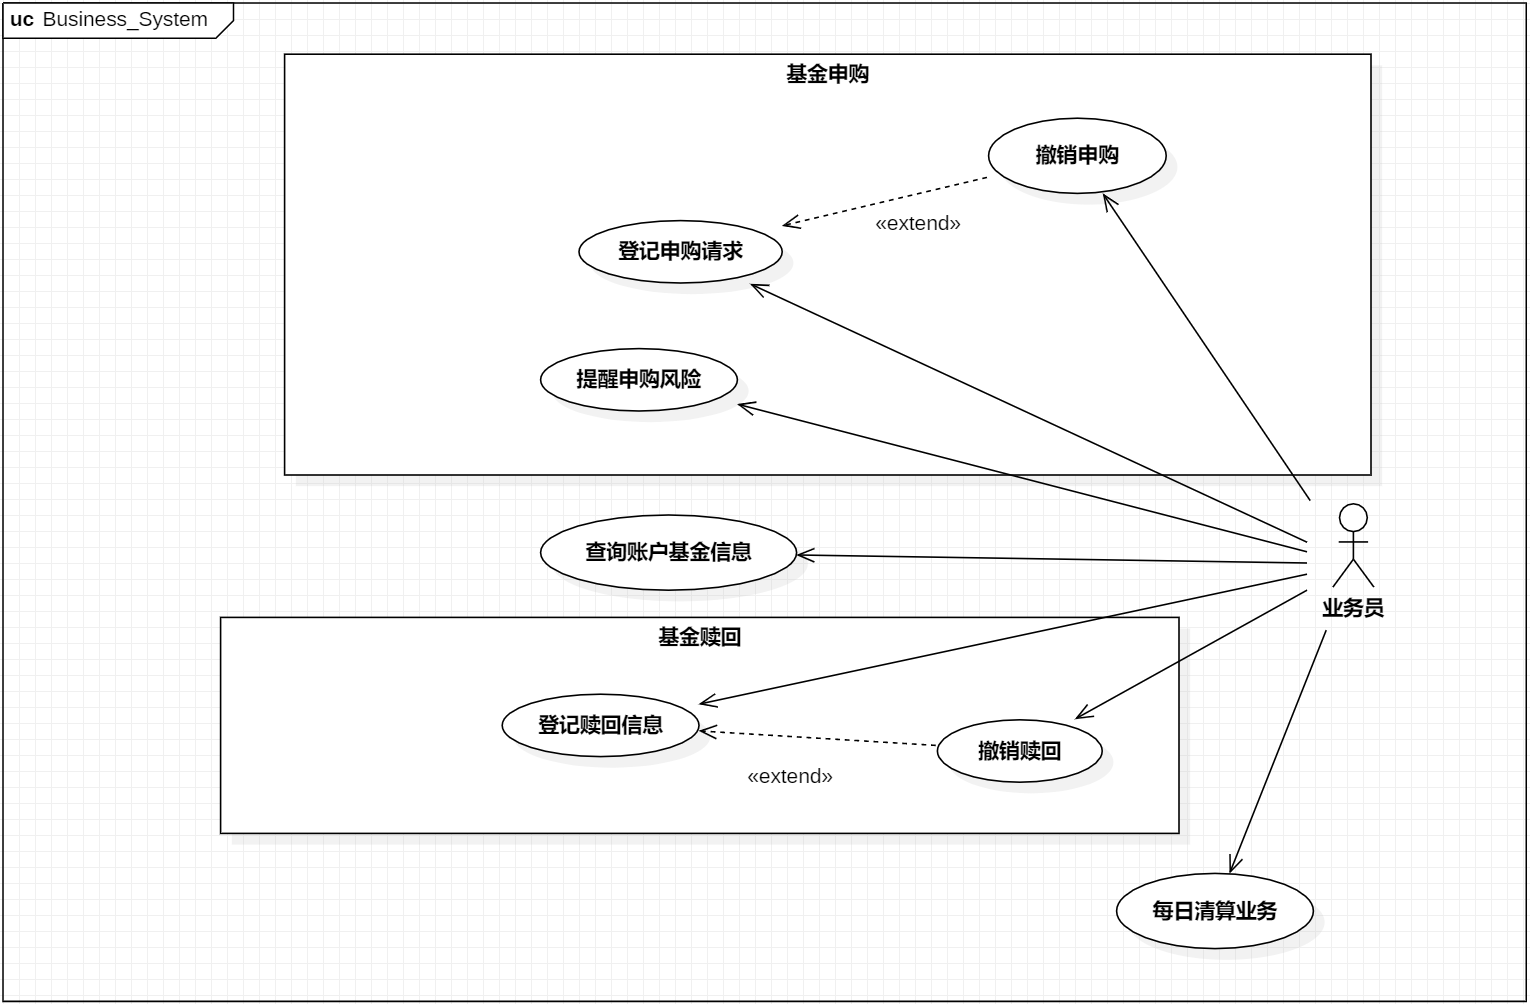 uc Business_System
基金申购
撤销申购
«extend»
登记申购请求
提醒申购风险
查询账户基金信息
业务员
基金赎回
登记赎回信息
撤销赎回
«extend»
每日清算业务